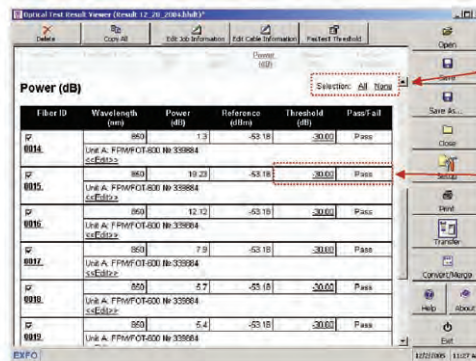 Optical Test Result Viewer (Result 12_20_2004.bfdt)*
Delete
Copy All
Edit Job Information
Edit Cable Information
Pas/test Threshold
Open
Power
(dB)
Power (dB)
Selection: All None
Save As...
Fiber ID Wavelength (nm) Power (dB) Reference (dBm) Threshold (dB) Pass/Fail
850 1.3 -53.18 -30.00 Pass
0014 Unit A: FPM/FOT-600 № 339884
<<Edit>>
850 19.23 -53.18 -30.00 Pass
0015 Unit A: FPM/FOT-600 № 339884
<<Edit>>
850 12.12 -53.18 -30.00 Pass
0016 Unit A: FPM/FOT-600 № 339884
<<Edit>>
850 7.9 -53.18 -30.00 Pass
0017 Unit A: FPM/FOT-600 № 339884
<<Edit>>
850 5.7 -53.18 -30.00 Pass
0018 Unit A: FPM/FOT-600 № 339884
<<Edit>>
850 5.4 -53.18 -30.00 Pass
0019 Unit A: FPM/FOT-600 № 339884
Close
Setup
Print
Transfer
Convert/Merge
Help
About
Exit
EXFO